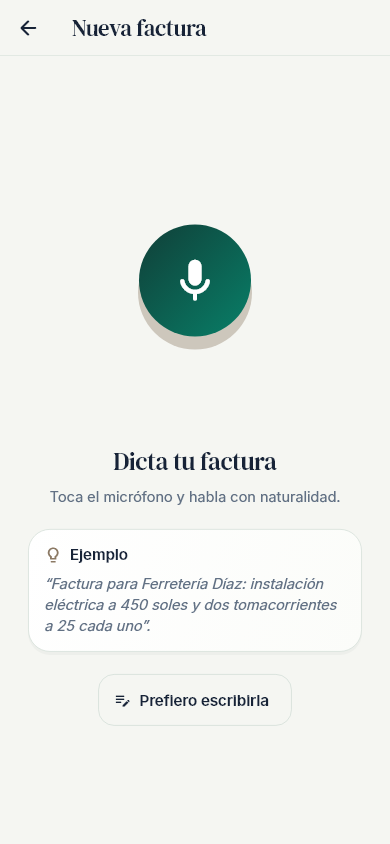 Nueva factura
Dicta tu factura
Toca el micrófono y habla con naturalidad.
Ejemplo
“Factura para Ferretería Díaz: instalación
eléctrica a 450 soles y dos tomacorrientes
a 25 cada uno”.
Prefiero escribirla